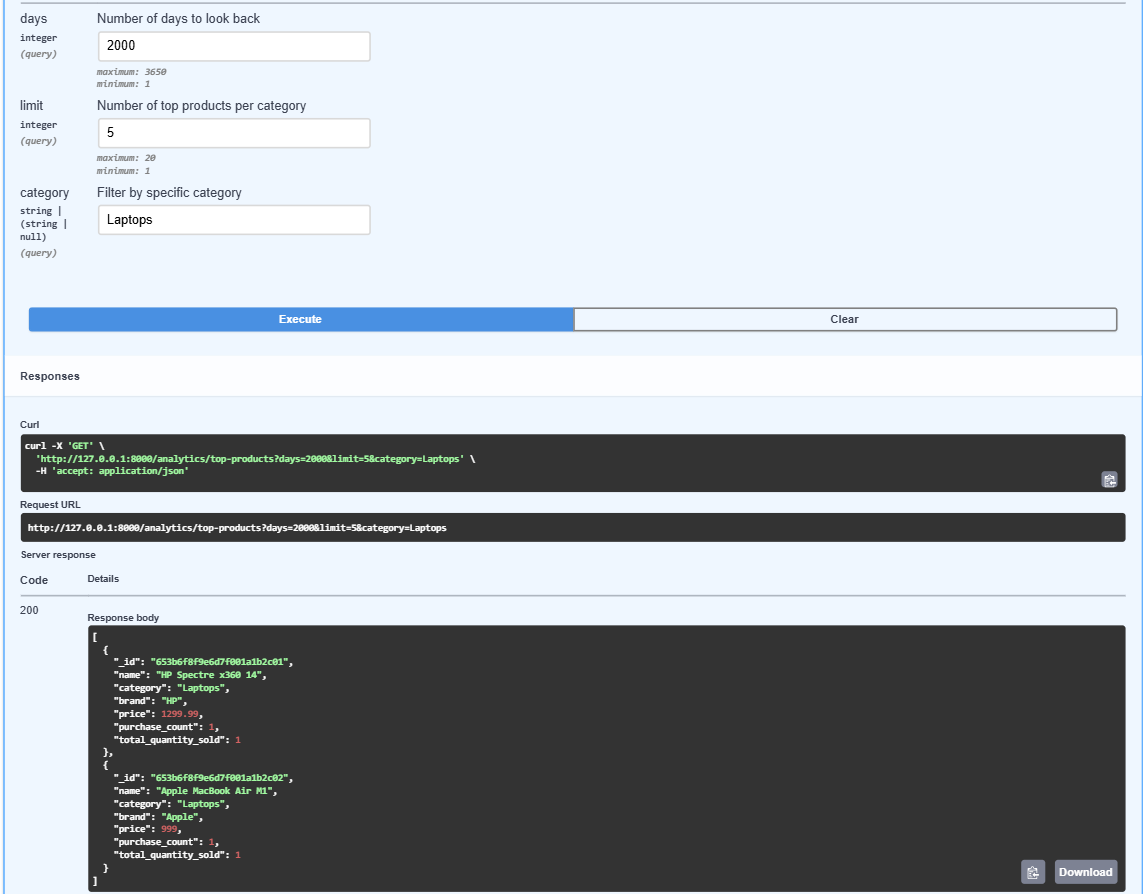 days Number of days to look back
integer
2000
(query)
maximum: 3650
minimum: 1
limit Number of top products per category
integer
5
(query)
maximum: 20
minimum: 1
category Filter by specific category
string |
(string |
null)
Laptops
(query)
Execute Clear
Responses
Curl
curl -X 'GET' \
'http://127.0.0.1:8000/analytics/top-products?days=2000&limit=5&category=Laptops' \
-H 'accept: application/json'
Request URL
http://127.0.0.1:8000/analytics/top-products?days=2000&limit=5&category=Laptops
Server response
Code Details
200
Response body
[
{
"_id": "653b6f8f9e6d7f001a1b2c01",
"name": "HP Spectre x360 14",
"category": "Laptops",
"brand": "HP",
"price": 1299.99,
"purchase_count": 1,
"total_quantity_sold": 1
},
{
"_id": "653b6f8f9e6d7f001a1b2c02",
"name": "Apple MacBook Air M1",
"category": "Laptops",
"brand": "Apple",
"price": 999,
"purchase_count": 1,
"total_quantity_sold": 1
}
]
Download